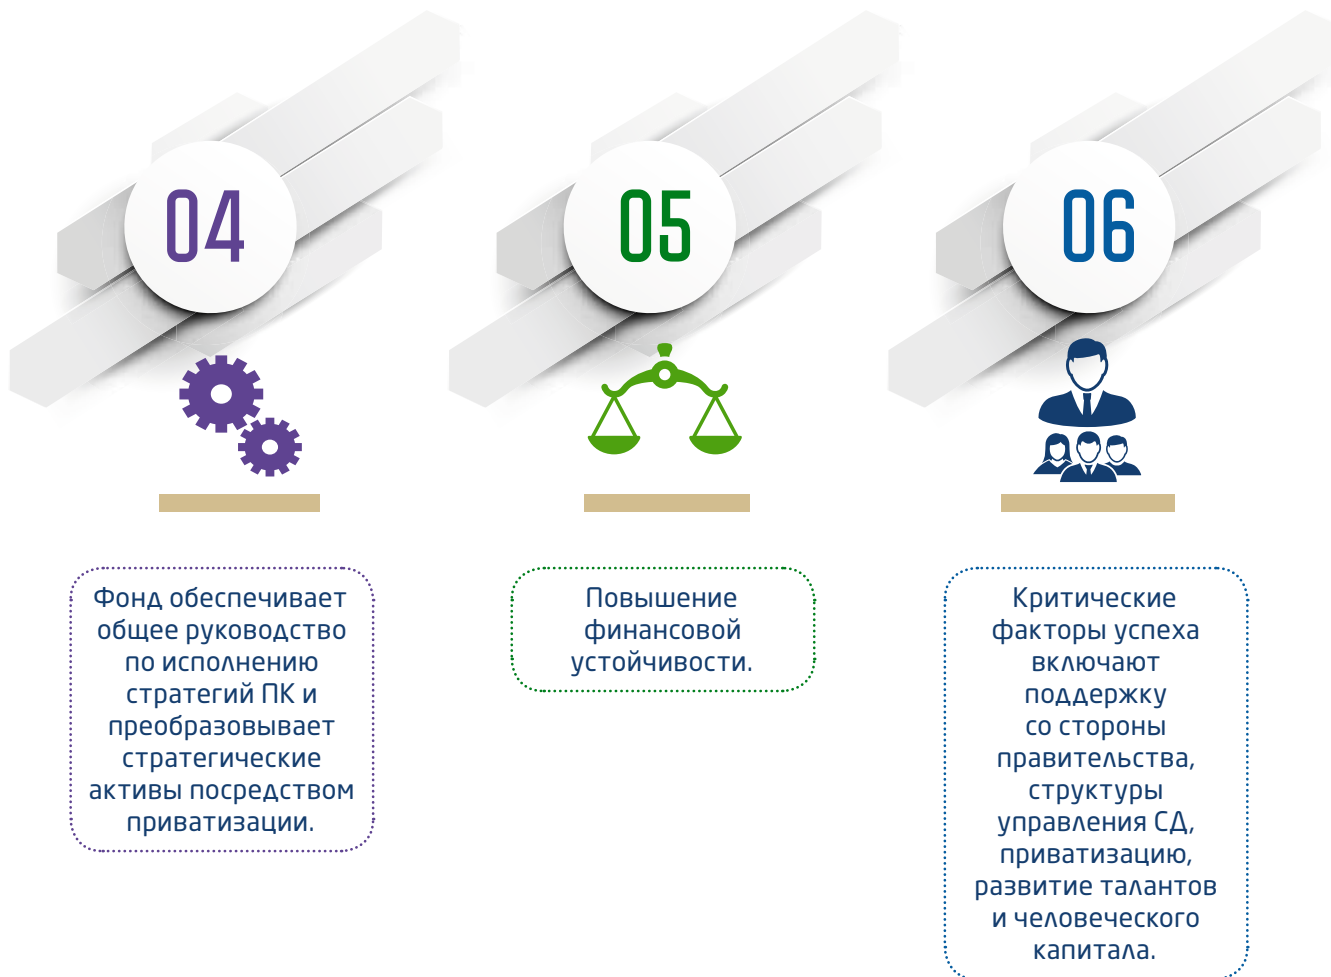 04
Фонд обеспечивает
общее руководство
по исполнению
стратегий ПК и
преобразовывает
стратегические
активы посредством
приватизации.
05
Повышение
финансовой
устойчивости.
06
Критические
факторы успеха
включают
поддержку
со стороны
правительства,
структуры
управления СД,
приватизацию,
развитие талантов
и человеческого
капитала.